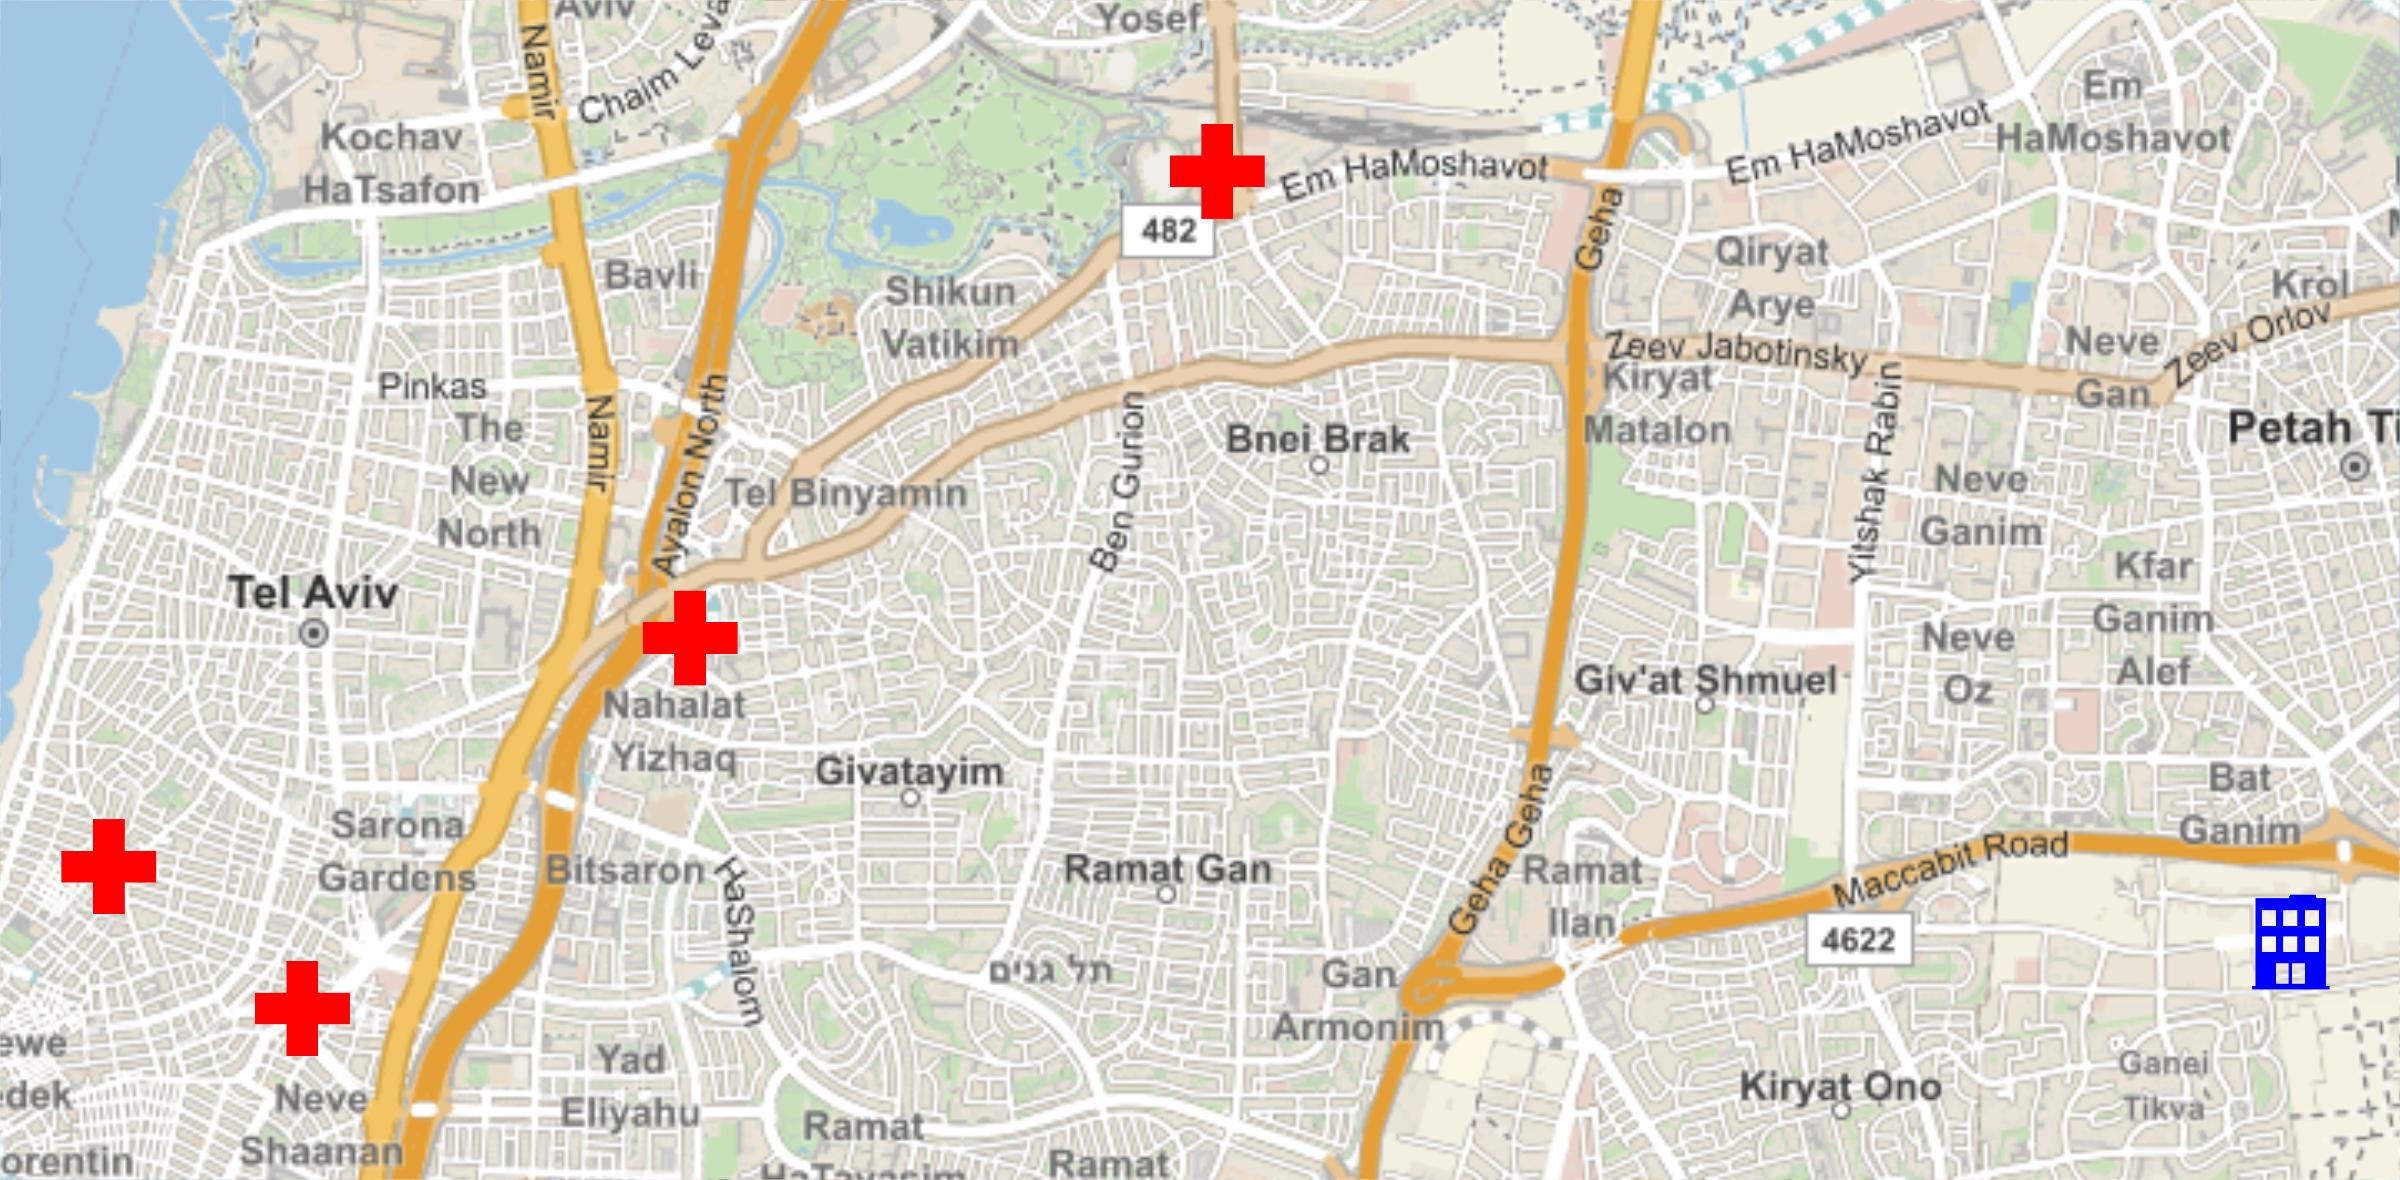 Aviv
Yosef
Namir
Chaim Leva
Kochav
HaTsafon
Em HaMoshavot
Em HaMoshavot
Em
HaMoshavot
482
Geha
Bavli
Shikun
Vatikim
Qiryat
Arye
Krol
Zeev Orlov
Zeev Jabotinsky
Neve
Gan
Pinkas
Namir
Ayalon North
The
New
North
Tel Binyamin
Ben Gurion
Bnei Brak
Kiryat
Matalon
Yitshak Rabin
Petah Ti
Neve
Ganim
Tel Aviv
Kfar
Ganim
Alef
Neve
Oz
Giv'at Shmuel
Nahalat
Yizhaq
Givatayim
Geha Geha
Bat
Ganim
Sarona
Gardens
Bitsaron
HaShalom
Ramat Gan
Ramat
Ilan
Maccabit Road
4622
תל גנים
Gan
Armonim
ewe
edek
Neve
Shaanan
Yad
Eliyahu
Kiryat Ono
Ganei
Tikva
orentin
Ramat
HaTayasim
Ramat